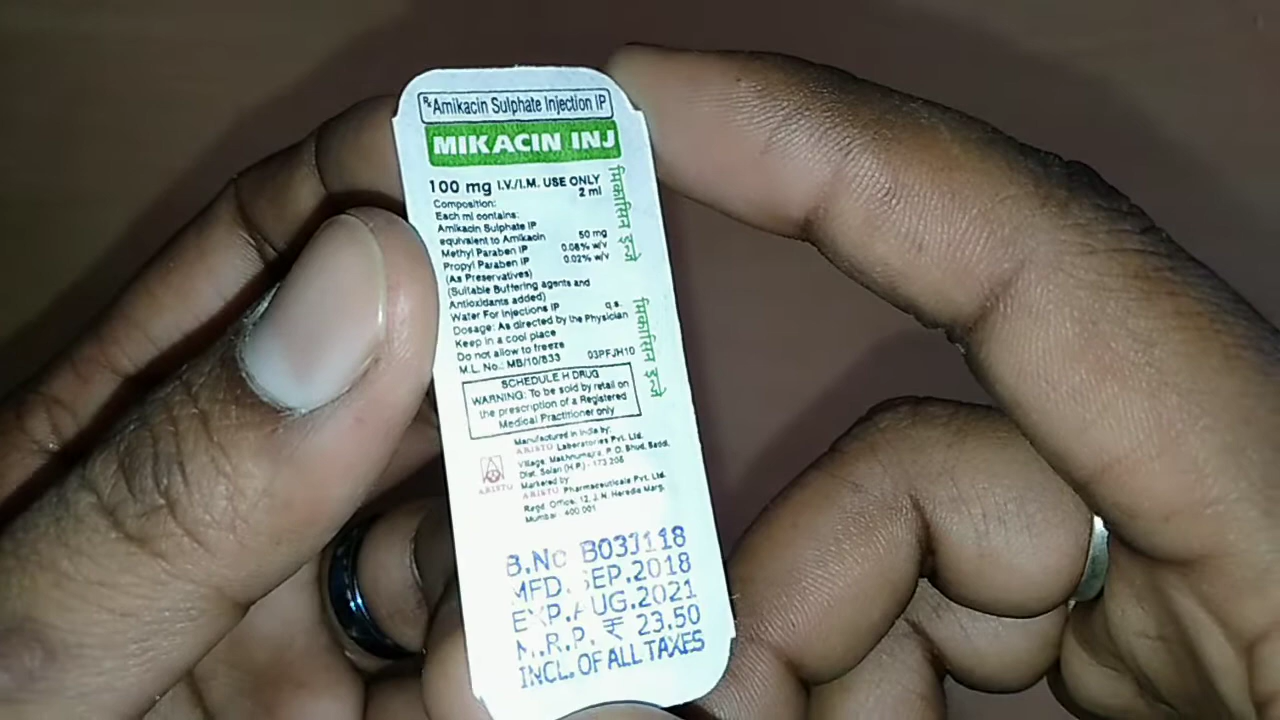 Rx Amikacin Sulphate Injection IP
MIKACIN INJ
100 mg I.V./I.M. USE ONLY
2 ml
Composition:
Each ml contains:
Amikacin Sulphate IP
equivalent to Amikacin 50 mg
Methyl Paraben IP 0.08% w/v
Propyl Paraben IP 0.02% w/v
(As Preservatives)
(Suitable Buffering agents and
Antioxidants added)
Water For Injections IP q.s.
Dosage: As directed by the Physician
Keep in a cool place
Do not allow to freeze
M.L. No.: MB/10/833 03PFJH10
SCHEDULE H DRUG
WARNING: To be sold by retail on
the prescription of a Registered
Medical Practitioner only
Manufactured in India by:
ARISTO Laboratories Pvt. Ltd.
Village. Makhnumajra, P.O. Bhud, Baddi,
Dist. Solan (H.P.) - 173 205
Marketed by
ARISTO Pharmaceuticals Pvt. Ltd.
Regd. Office: 12, J. N. Heredia Marg,
Mumbai - 400 001
ARISTO
मिकासिन इन्जे
मिकासिन इन्जे
B.No B031118
MFD. SEP.2018
EXP. AUG.2021
M.R.P. ₹ 23.50
INCL. OF ALL TAXES